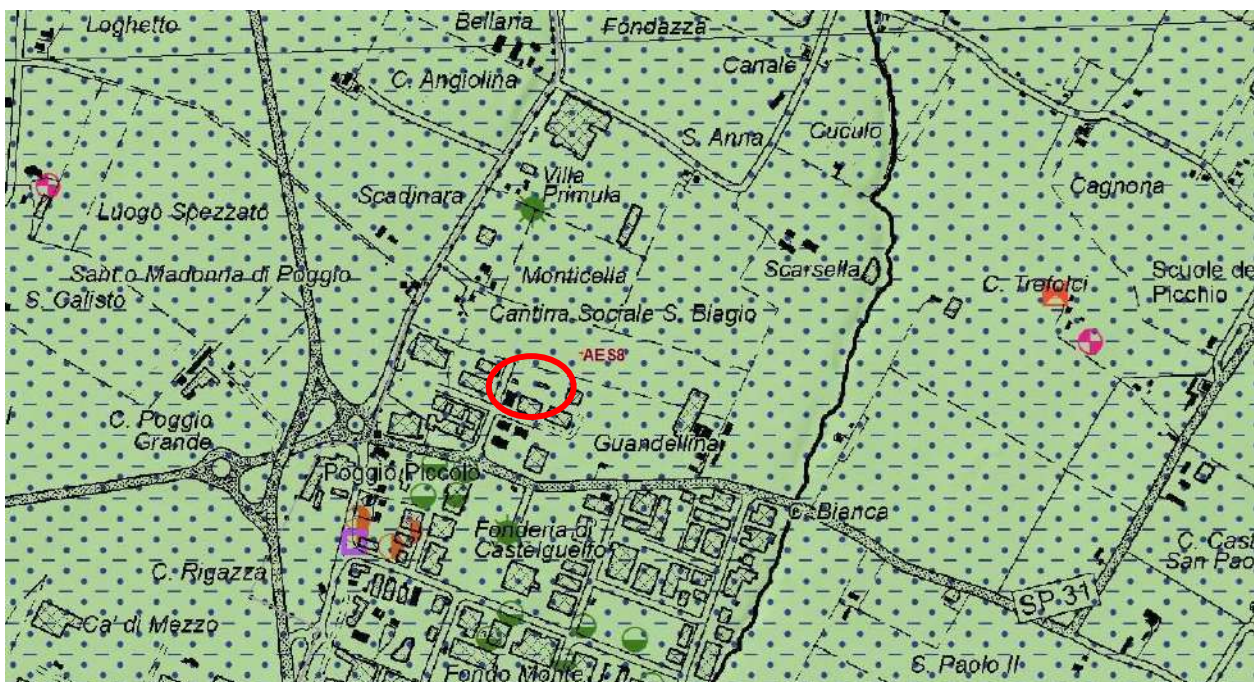 Loghetto
Bellaria
Fondazza
C. Angiolina
Canale
S. Anna
Cuculo
Villa
Primula
Scadinara
Luogo Spezzato
Cagnona
Sant.o Madonna di Poggio
S. Galisto
Monticella
Scarsella
C. Trefolci
Scuole de
Picchio
Cantina Sociale S. Biagio
AES8
C. Poggio
Grande
Guandellina
Poggio Piccolo
Fonderia di
Castelguelfo
C. Bianca
C. Rigazza
C. Cast
San Pao
SP.31
Ca' di Mezzo
Fondo Monte
S. Paolo II